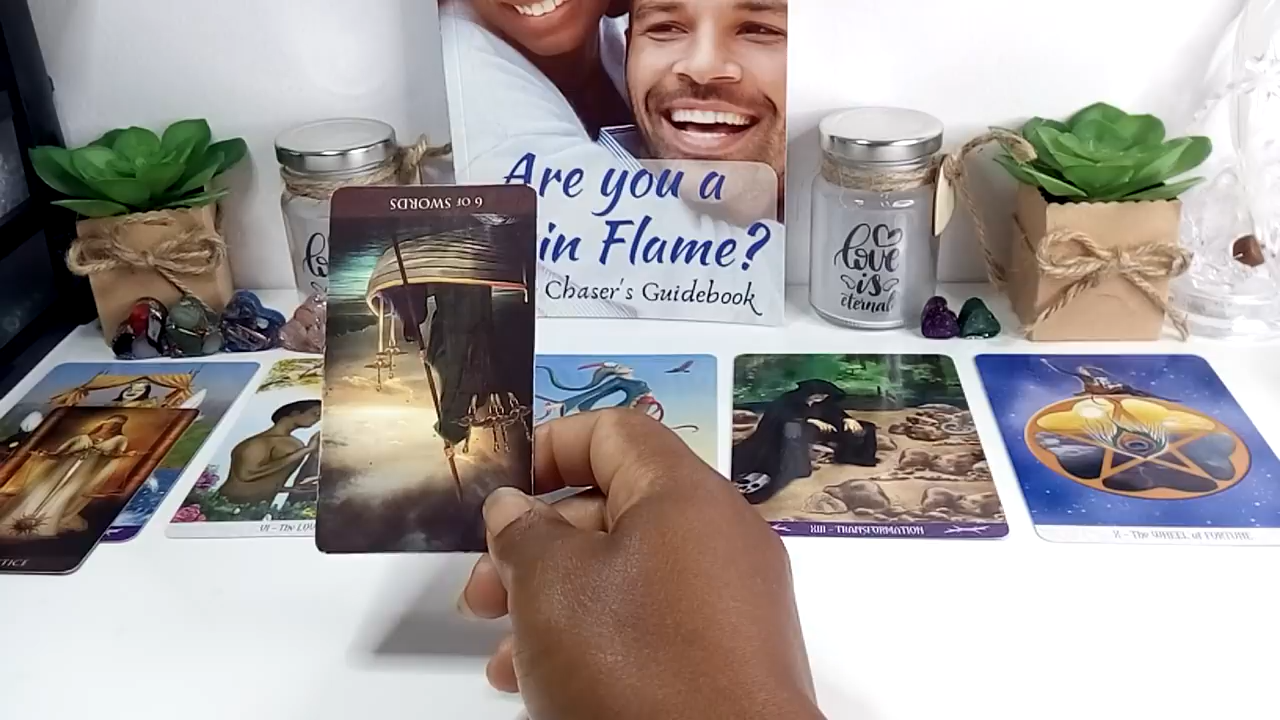 6 OF SWORDS
Are you a
in Flame?
Chaser's Guidebook
love
is
eternal
VI - The LOV
XIII - TRANSFORMATION
X - The WHEEL of FORTUNE
TICE